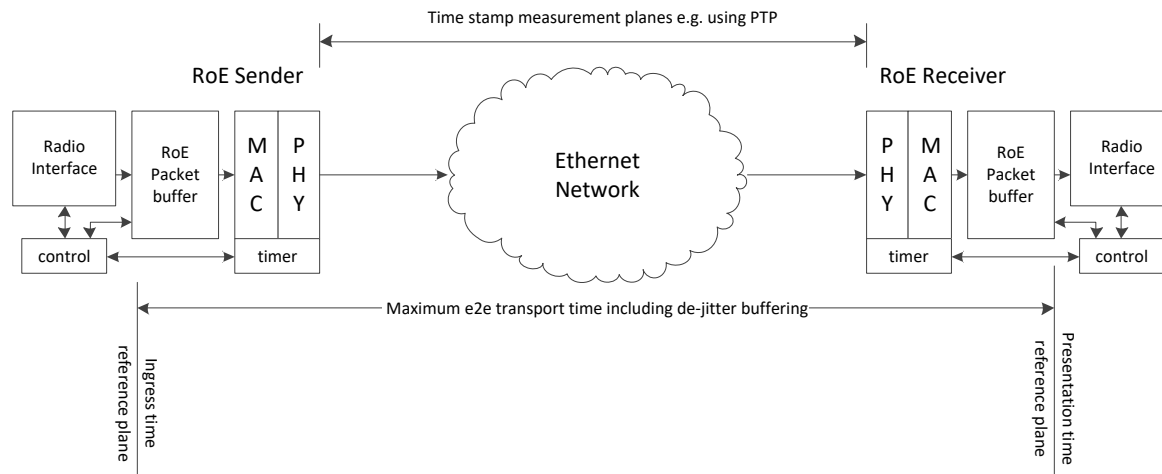 Time stamp measurement planes e.g. using PTP
RoE Sender
RoE Receiver
Radio
Interface
RoE
Packet
buffer
M
A
C
P
H
Y
control
timer
Ethernet
Network
P
H
Y
M
A
C
RoE
Packet
buffer
Radio
Interface
timer
control
Maximum e2e transport time including de-jitter buffering
Ingress time
reference plane
Presentation time
reference plane